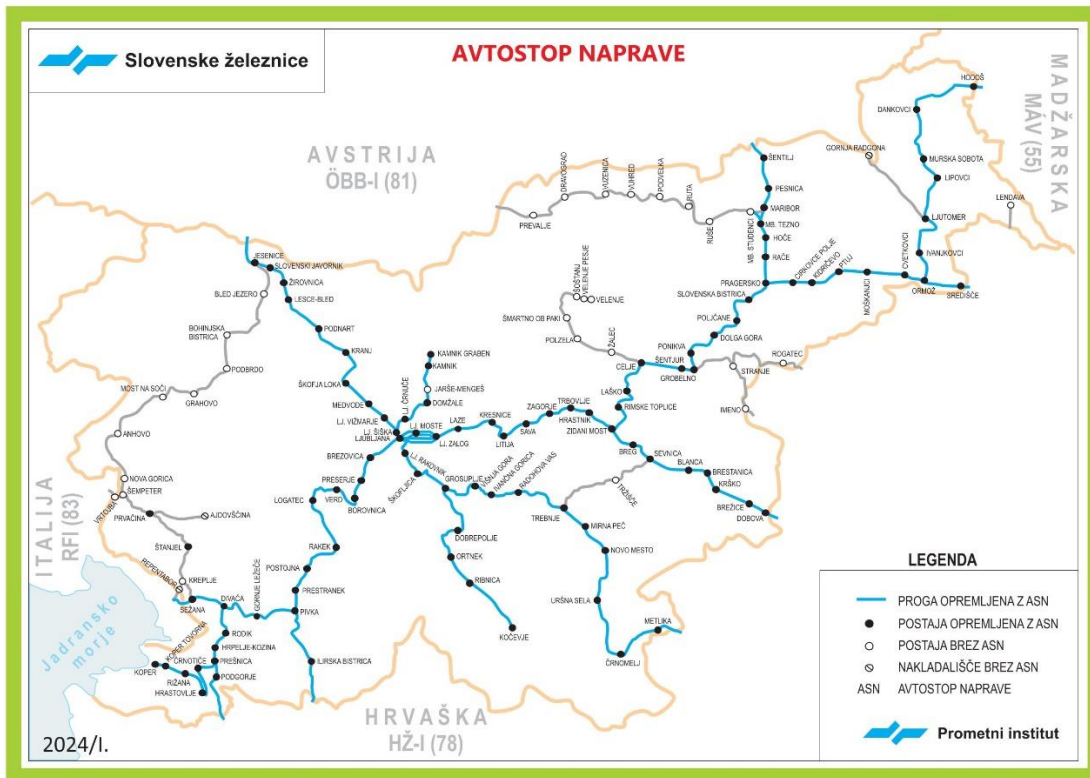 Slovenske železnice
AVTOSTOP NAPRAVE
AVSTRIJA
ÖBB-I (81)
MADŽARSKA
MÁV (55)
ITALIJA
RFI (83)
HRVAŠKA
HŽ-I (78)
Jadransko
morje
HODOŠ
DANKOVCI
GORNJA RADGONA
MURSKA SOBOTA
LIPOVCI
LENDAVA
LJUTOMER
IVANJKOVCI
CVETKOVCI
ORMOŽ
SREDIŠČE
MOŠKANJCI
PTUJ
KIDRIČEVO
CIRKOVCE POLJE
PRAGERSKO
ŠENTILJ
PESNICA
MARIBOR
MB. TEZNO
HOČE
RAČE
MB. STUDENCI
RUŠE
RUTA
PODVELKA
VUHRED
VUZENICA
DRAVOGRAD
PREVALJE
SLOVENSKA BISTRICA
POLJČANE
DOLGA GORA
PONIKVA
ŠENTJUR
GROBELNO
STRANJE
ROGATEC
IMENO
CELJE
ŽALEC
POLZELA
ŠMARTNO OB PAKI
ŠOŠTANJ
VELENJE PESJE
VELENJE
LAŠKO
RIMSKE TOPLICE
ZIDANI MOST
HRASTNIK
TRBOVLJE
ZAGORJE
SAVA
LITIJA
KRESNICE
LAZE
LJ. ZALOG
LJ. MOSTE
LJUBLJANA
LJ. ŠIŠKA
LJ. VIŽMARJE
LJ. ČRNUČE
DOMŽALE
JARŠE-MENGEŠ
KAMNIK
KAMNIK GRABEN
MEDVODE
ŠKOFJA LOKA
KRANJ
PODNART
LESCE-BLED
ŽIROVNICA
SLOVENSKI JAVORNIK
JESENICE
BLED JEZERO
BOHINJSKA
BISTRICA
PODBRDO
GRAHOVO
MOST NA SOČI
ANHOVO
NOVA GORICA
ŠEMPETER
VRTOJBA
PRVAČINA
AJDOVŠČINA
ŠTANJEL
KREPLJE
REPENTABOR
SEŽANA
DIVAČA
GORNJE LEŽEČE
PIVKA
PRESTRANEK
POSTOJNA
RAKEK
LOGATEC
VERD
BOROVNICA
PRESERJE
BREZOVICA
RODIK
HRPELJE-KOZINA
PREŠNICA
PODGORJE
ČRNOTIČE
HRASTOVLJE
RIŽANA
KOPER TOVORNA
KOPER
ILIRSKA BISTRICA
LJ. RAKOVNIK
ŠKOFLJICA
GROSUPLJE
VIŠNJA GORA
IVANČNA GORICA
RADOHOVA VAS
TREBNJE
MIRNA PEČ
NOVO MESTO
URŠNA SELA
ČRNOMELJ
METLIKA
DOBREPOLJE
ORTNEK
RIBNICA
KOČEVJE
BREG
SEVNICA
TRŽIŠČE
BLANCA
BRESTANICA
KRŠKO
BREŽICE
DOBOVA
LEGENDA
PROGA OPREMLJENA Z ASN
POSTAJA OPREMLJENA Z ASN
POSTAJA BREZ ASN
NAKLADALIŠČE BREZ ASN
ASN AVTOSTOP NAPRAVE
Prometni institut
2024/I.